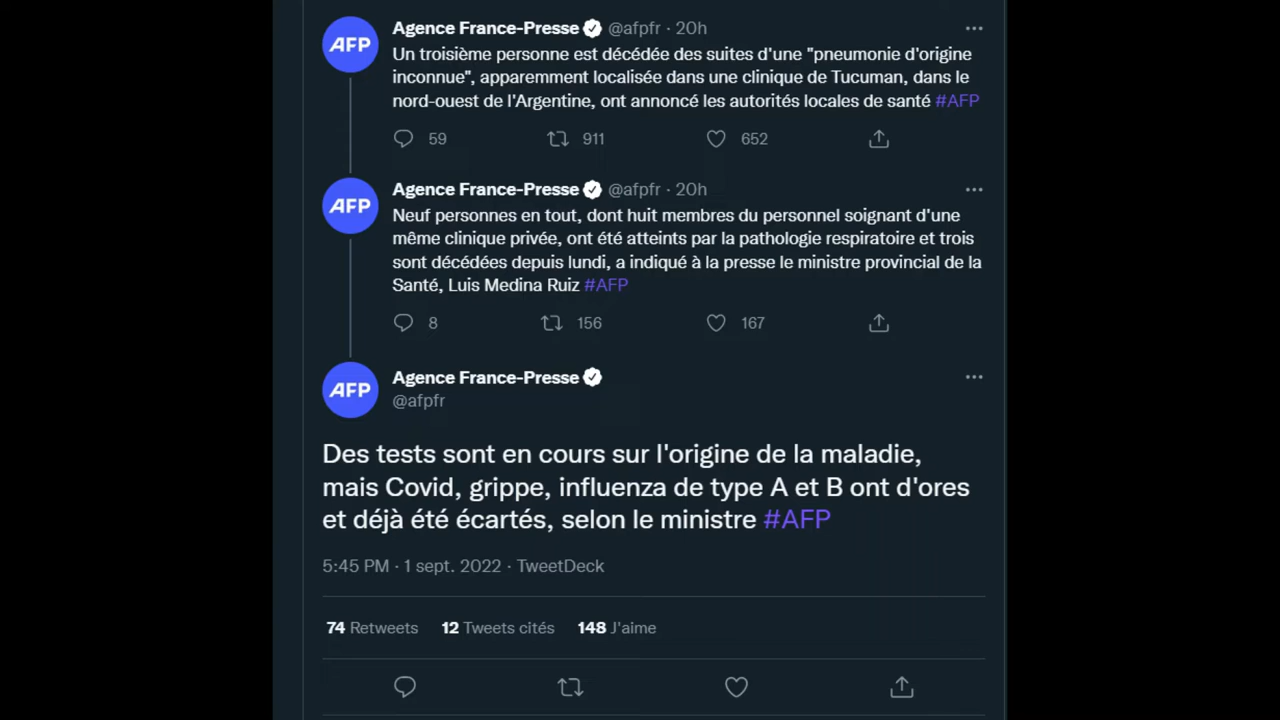 AFP
Agence France-Presse @afpfr · 20h
Un troisième personne est décédée des suites d'une "pneumonie d'origine
inconnue", apparemment localisée dans une clinique de Tucuman, dans le
nord-ouest de l'Argentine, ont annoncé les autorités locales de santé #AFP
59 911 652
AFP
Agence France-Presse @afpfr · 20h
Neuf personnes en tout, dont huit membres du personnel soignant d'une
même clinique privée, ont été atteints par la pathologie respiratoire et trois
sont décédées depuis lundi, a indiqué à la presse le ministre provincial de la
Santé, Luis Medina Ruiz #AFP
8 156 167
AFP
Agence France-Presse
@afpfr
Des tests sont en cours sur l'origine de la maladie,
mais Covid, grippe, influenza de type A et B ont d'ores
et déjà été écartés, selon le ministre #AFP
5:45 PM · 1 sept. 2022 · TweetDeck
74 Retweets 12 Tweets cités 148 J'aime